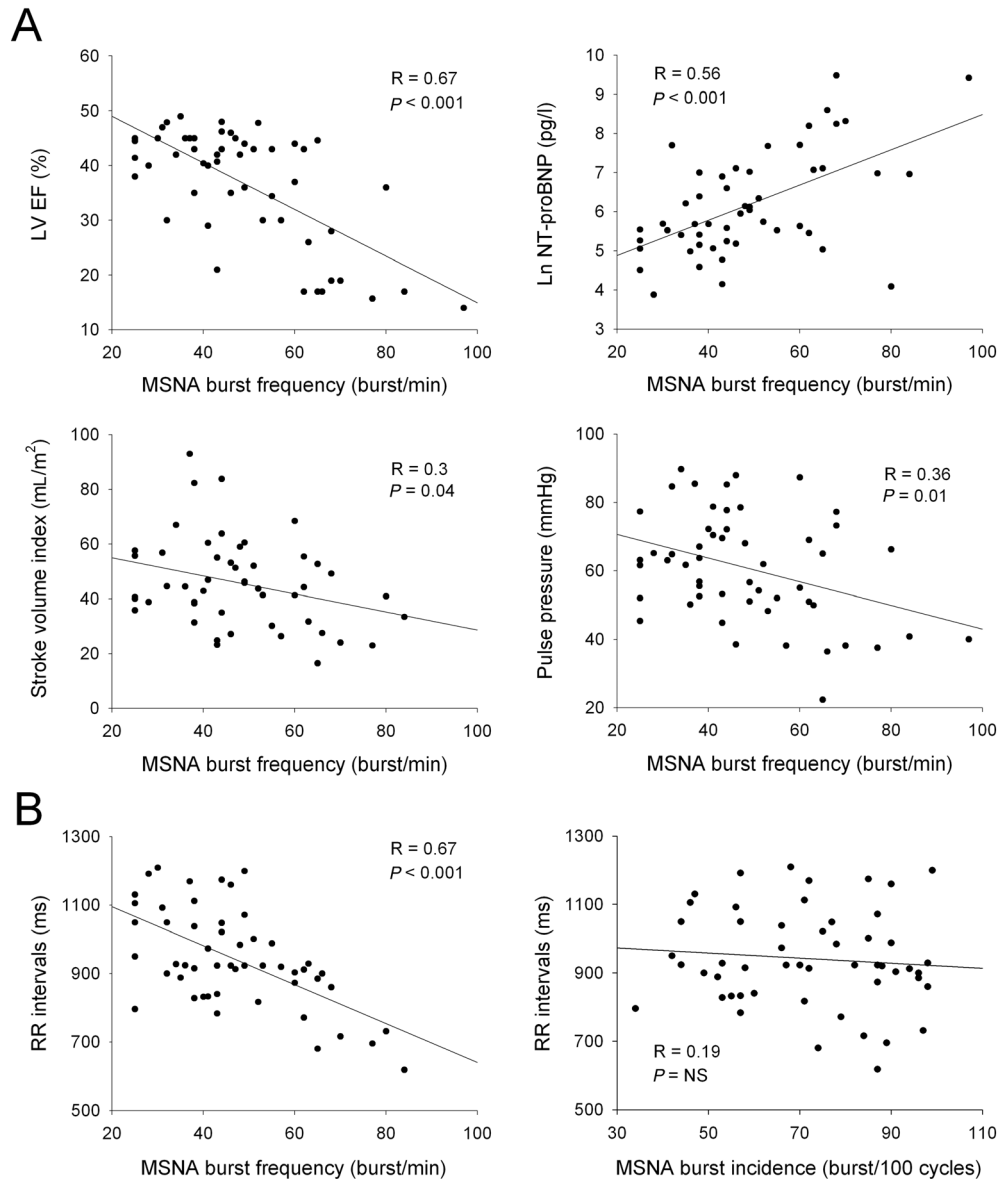 A
60
50
40
30
20
10
LV EF (%)
R = 0.67
P < 0.001
20 40 60 80 100
MSNA burst frequency (burst/min)
10
9
8
7
6
5
4
3
Ln NT-proBNP (pg/l)
R = 0.56
P < 0.001
20 40 60 80 100
MSNA burst frequency (burst/min)
100
80
60
40
20
0
Stroke volume index (mL/m²)
R = 0.3
P = 0.04
20 40 60 80 100
MSNA burst frequency (burst/min)
100
80
60
40
20
Pulse pressure (mmHg)
R = 0.36
P = 0.01
20 40 60 80 100
MSNA burst frequency (burst/min)
B
1300
1100
900
700
500
RR intervals (ms)
R = 0.67
P < 0.001
20 40 60 80 100
MSNA burst frequency (burst/min)
1300
1100
900
700
500
RR intervals (ms)
R = 0.19
P = NS
30 50 70 90 110
MSNA burst incidence (burst/100 cycles)